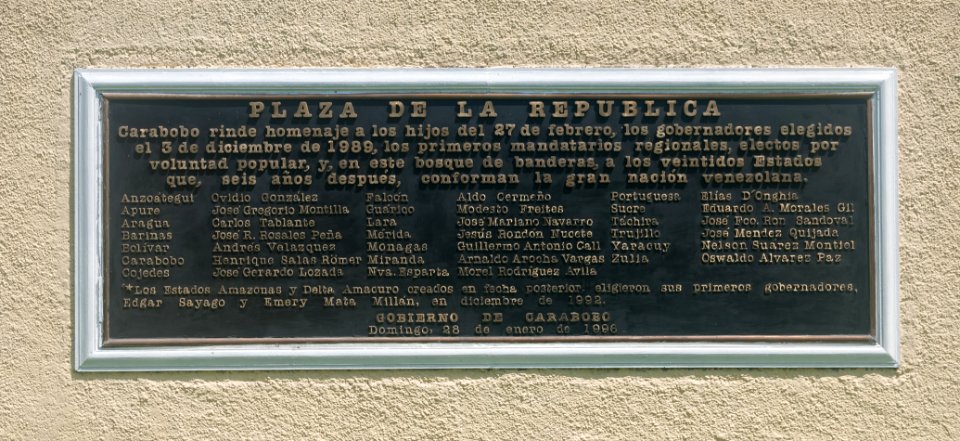 PLAZA DE LA REPUBLICA
Carabobo rinde homenaje a los hijos del 27 de febrero, los gobernadores elegidos
el 3 de diciembre de 1989, los primeros mandatarios regionales, electos por
voluntad popular, y, en este bosque de banderas, a los veintidos Estados
que, seis años después, conforman la gran nación venezolana.
Anzoategui Ovidio González Falcón Aldo Cermeño Portuguesa Elías D'Onghia
Apure José Gregorio Montilla Guárico Modesto Freites Sucre Eduardo A. Morales Gil
Aragua Carlos Tablante Lara José Mariano Navarro Táchira José Fco. Ron Sandoval
Barinas José R. Rosales Peña Mérida Jesús Rondón Nucete Trujillo José Méndez Quijada
Bolívar Andrés Velazquez Monagas Guillermo Antonio Call Yaracuy Nelson Suárez Montiel
Carabobo Henrique Salas Römer Miranda Arnaldo Arocha Vargas Zulia Oswaldo Alvarez Paz
Cojedes José Gerardo Lozada Nva. Esparta Morel Rodríguez Avila
*Los Estados Amazonas y Delta Amacuro creados en fecha posterior, eligieron sus primeros gobernadores,
Edgar Sayago y Emery Mata Millán, en diciembre de 1992.
GOBIERNO DE CARABOBO
Domingo, 28 de enero de 1996